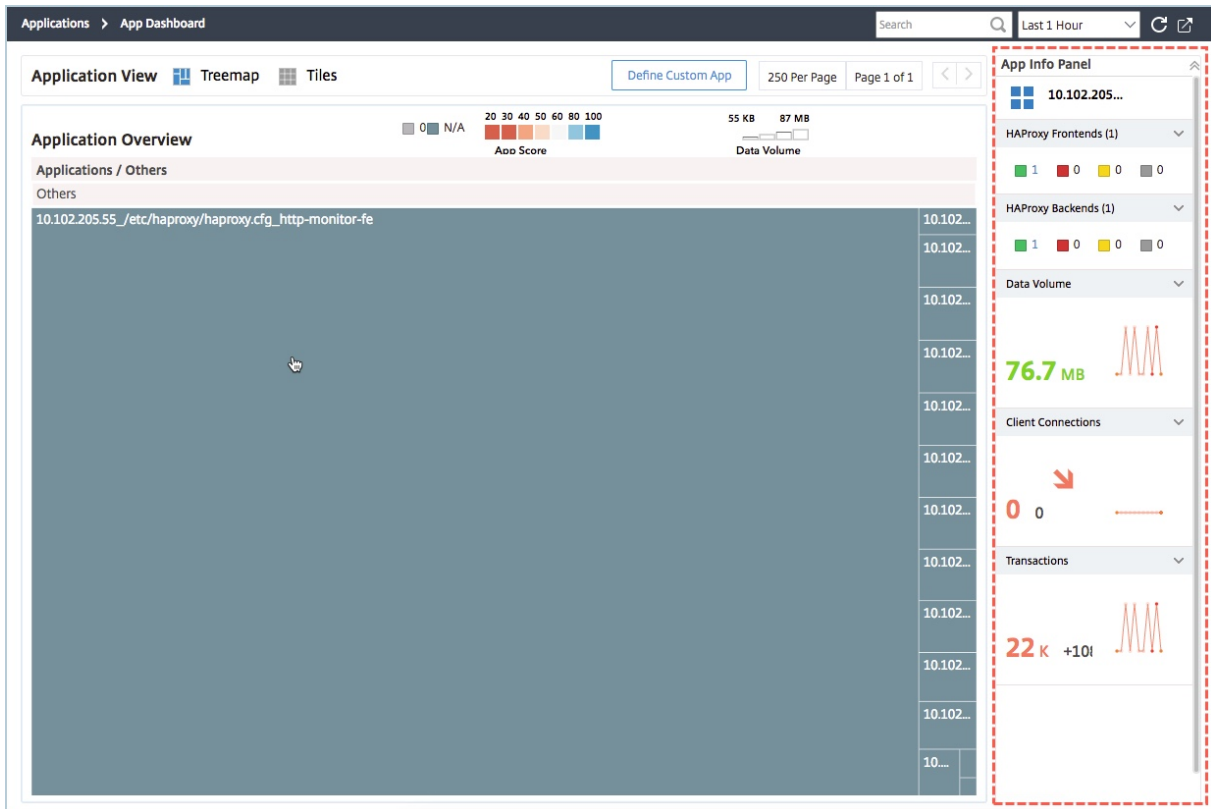 Applications > App Dashboard
Search
Last 1 Hour
Application View Treemap Tiles
Define Custom App
250 Per Page
Page 1 of 1
Application Overview
0 N/A
20 30 40 50 60 80 100
App Score
55 KB 87 MB
Data Volume
Applications / Others
Others
10.102.205.55_/etc/haproxy/haproxy.cfg_http-monitor-fe
10.102...
10.102...
10.102...
10.102...
10.102...
10.102...
10.102...
10.102...
10.102...
10.102...
10.102...
10....
App Info Panel
10.102.205...
HAProxy Frontends (1)
1 0 0 0
HAProxy Backends (1)
1 0 0 0
Data Volume
76.7 MB
Client Connections
0 0
Transactions
22 K